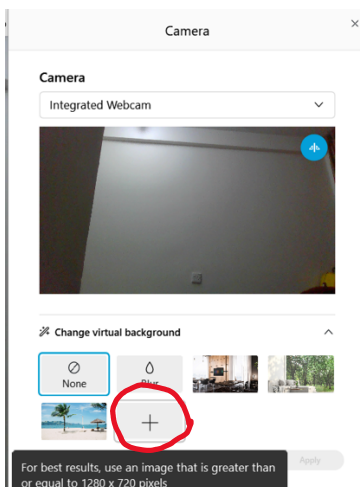 Camera
Camera
Integrated Webcam
Change virtual background
None
Blur
Apply
For best results, use an image that is greater than
or equal to 1280 x 720 pixels